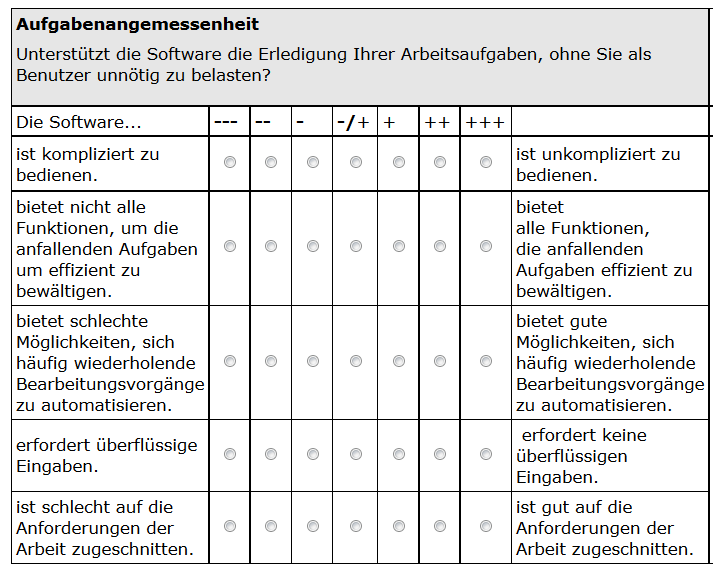 Aufgabenangemessenheit
Unterstützt die Software die Erledigung Ihrer Arbeitsaufgaben, ohne Sie als
Benutzer unnötig zu belasten?
Die Software... --- -- - -/+ + ++ +++
ist kompliziert zu
bedienen.
ist unkompliziert zu
bedienen.
bietet nicht alle
Funktionen, um die
anfallenden Aufgaben
um effizient zu
bewältigen.
bietet
alle Funktionen,
die anfallenden
Aufgaben effizient zu
bewältigen.
bietet schlechte
Möglichkeiten, sich
häufig wiederholende
Bearbeitungsvorgänge
zu automatisieren.
bietet gute
Möglichkeiten, sich
häufig wiederholende
Bearbeitungsvorgänge
zu automatisieren.
erfordert überflüssige
Eingaben.
erfordert keine
überflüssigen
Eingaben.
ist schlecht auf die
Anforderungen der
Arbeit zugeschnitten.
ist gut auf die
Anforderungen der
Arbeit zugeschnitten.